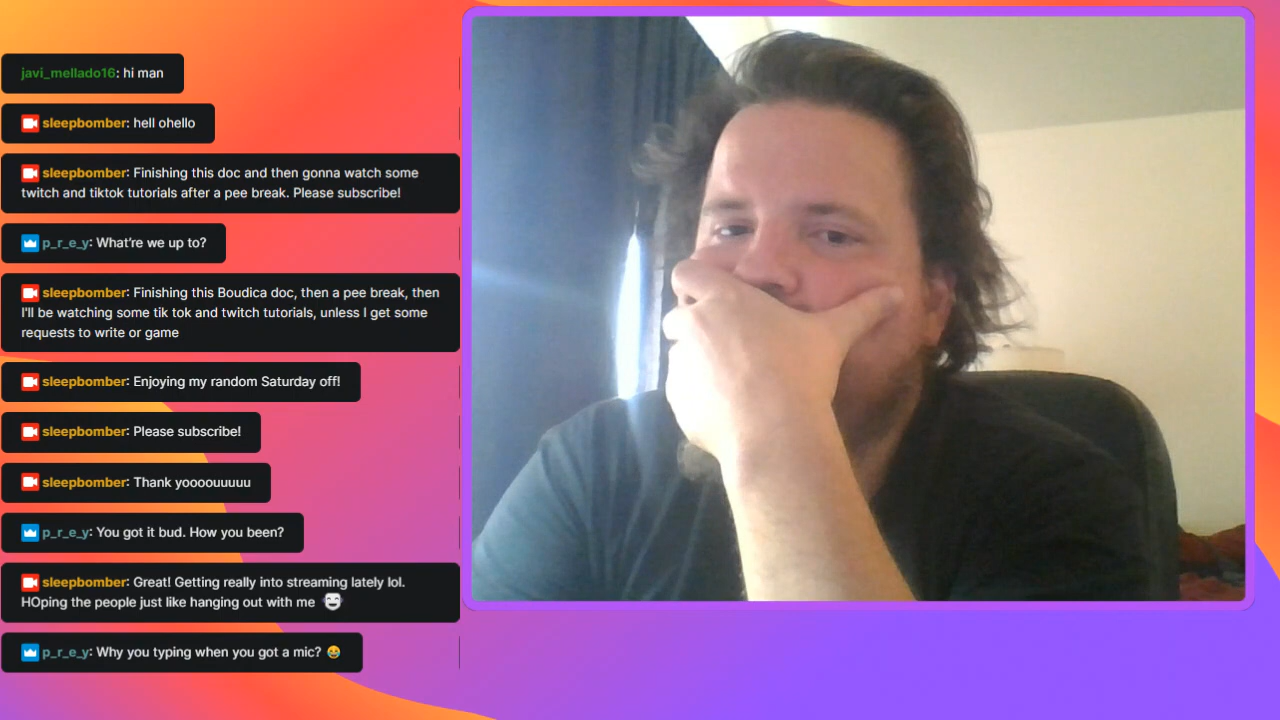 javi_mellado16: hi man
sleepbomber: hell ohello
sleepbomber: Finishing this doc and then gonna watch some
twitch and tiktok tutorials after a pee break. Please subscribe!
p_r_e_y: What're we up to?
sleepbomber: Finishing this Boudica doc, then a pee break, then
I'll be watching some tik tok and twitch tutorials, unless I get some
requests to write or game
sleepbomber: Enjoying my random Saturday off!
sleepbomber: Please subscribe!
sleepbomber: Thank yoooouuuuu
p_r_e_y: You got it bud. How you been?
sleepbomber: Great! Getting really into streaming lately lol.
HOping the people just like hanging out with me
p_r_e_y: Why you typing when you got a mic? 😂